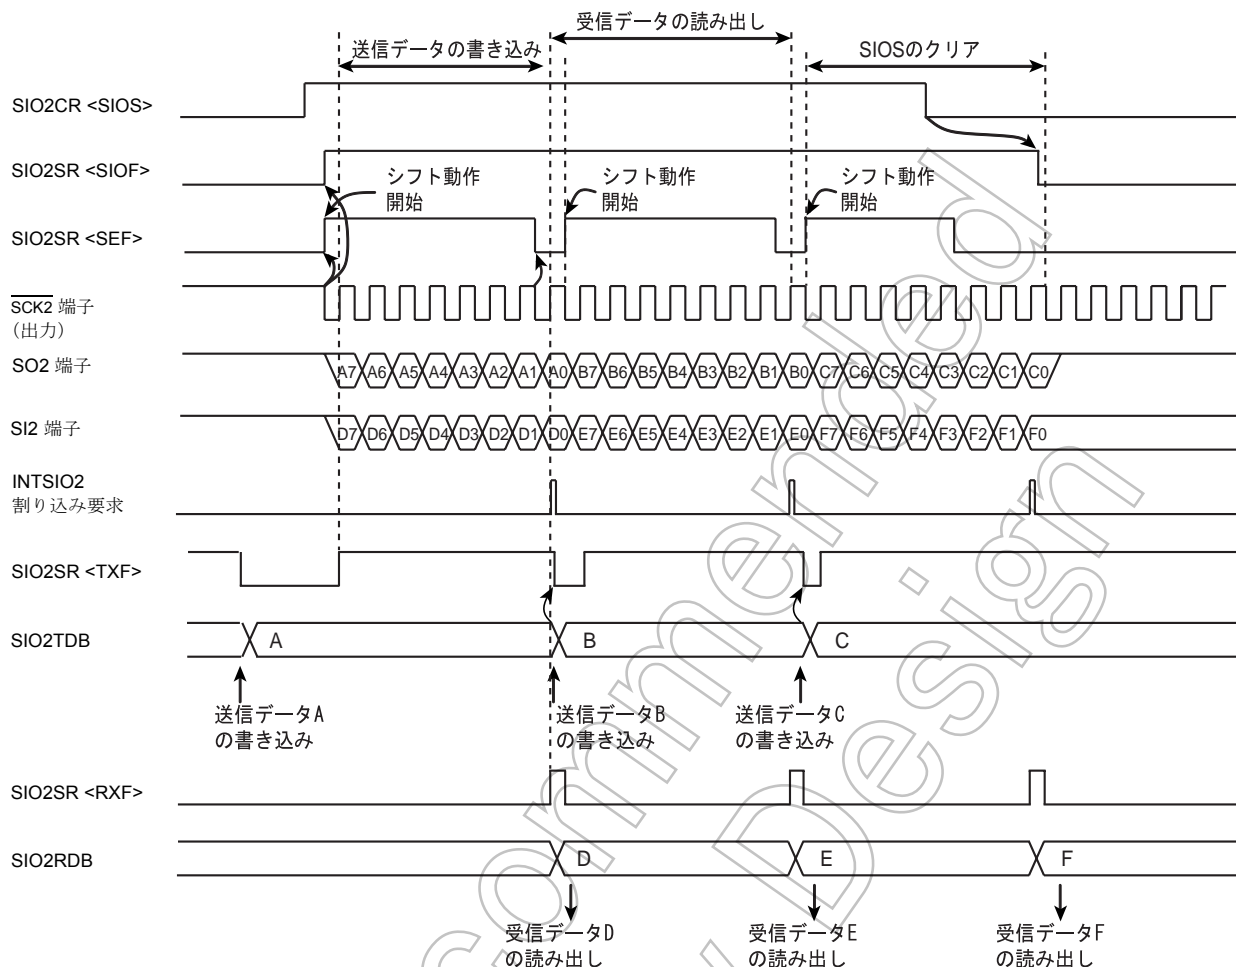 受信データの読み出し
送信データの書き込み
SIOSのクリア
SIO2CR <SIOS>
SIO2SR <SIOF>
シフト動作
開始
シフト動作
開始
シフト動作
開始
SIO2SR <SEF>
SCK2 端子
(出力)
SO2 端子
A7 A6 A5 A4 A3 A2 A1 A0 B7 B6 B5 B4 B3 B2 B1 B0 C7 C6 C5 C4 C3 C2 C1 C0
SI2 端子
D7 D6 D5 D4 D3 D2 D1 D0 E7 E6 E5 E4 E3 E2 E1 E0 F7 F6 F5 F4 F3 F2 F1 F0
INTSIO2
割り込み要求
SIO2SR <TXF>
SIO2TDB
A
B
C
送信データA
の書き込み
送信データB
の書き込み
送信データC
の書き込み
SIO2SR <RXF>
SIO2RDB
D
E
F
受信データD
の読み出し
受信データE
の読み出し
受信データF
の読み出し
Design